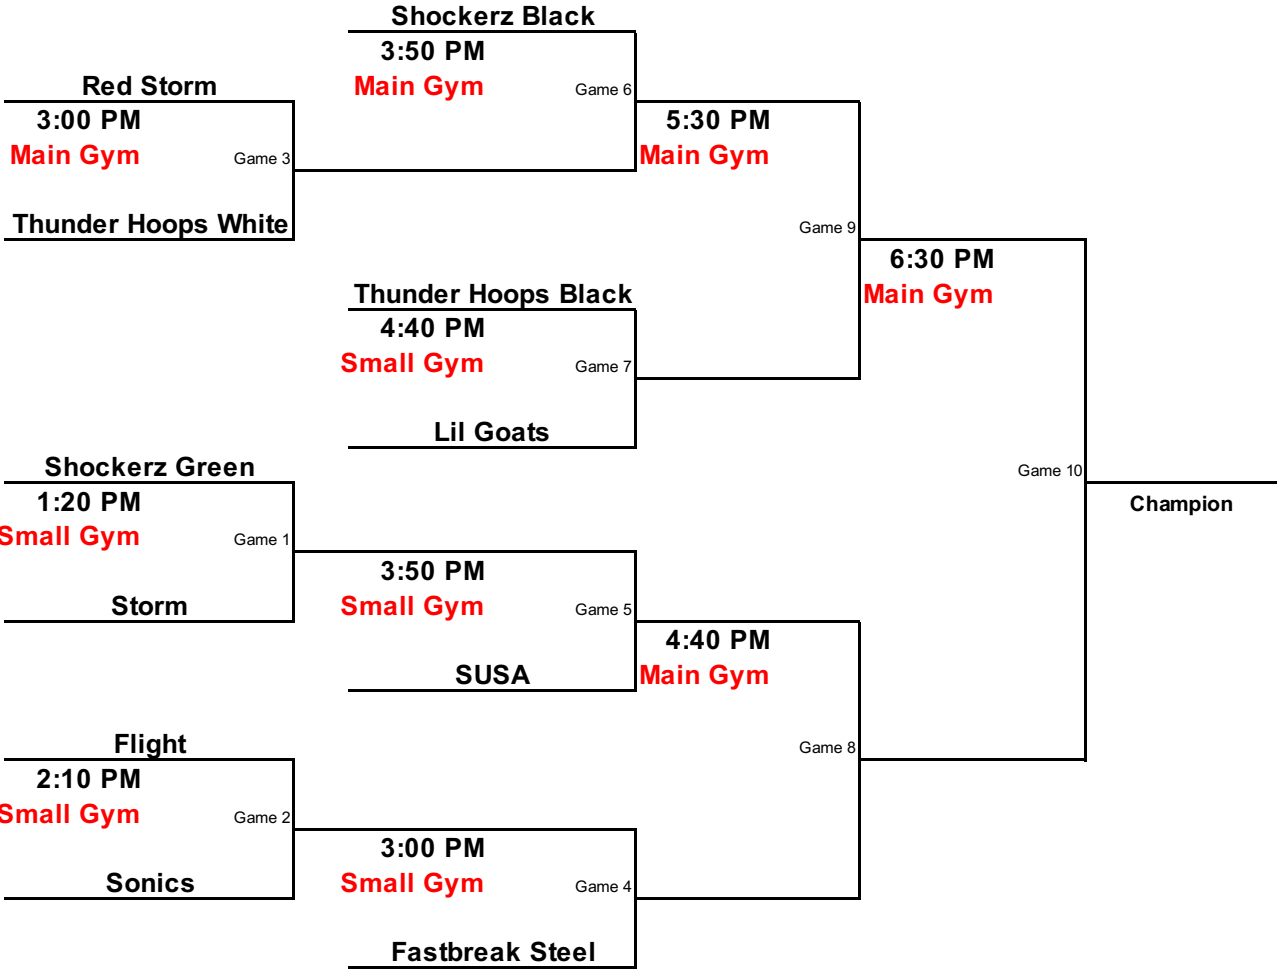 Shockerz Black
3:50 PM
Main Gym
Game 6
Red Storm
3:00 PM
Main Gym
Game 3
Thunder Hoops White
5:30 PM
Main Gym
Game 9
Thunder Hoops Black
4:40 PM
Small Gym
Game 7
Lil Goats
6:30 PM
Main Gym
Game 10
Champion
Shockerz Green
1:20 PM
Small Gym
Game 1
Storm
3:50 PM
Small Gym
Game 5
SUSA
4:40 PM
Main Gym
Game 8
Flight
2:10 PM
Small Gym
Game 2
Sonics
3:00 PM
Small Gym
Game 4
Fastbreak Steel